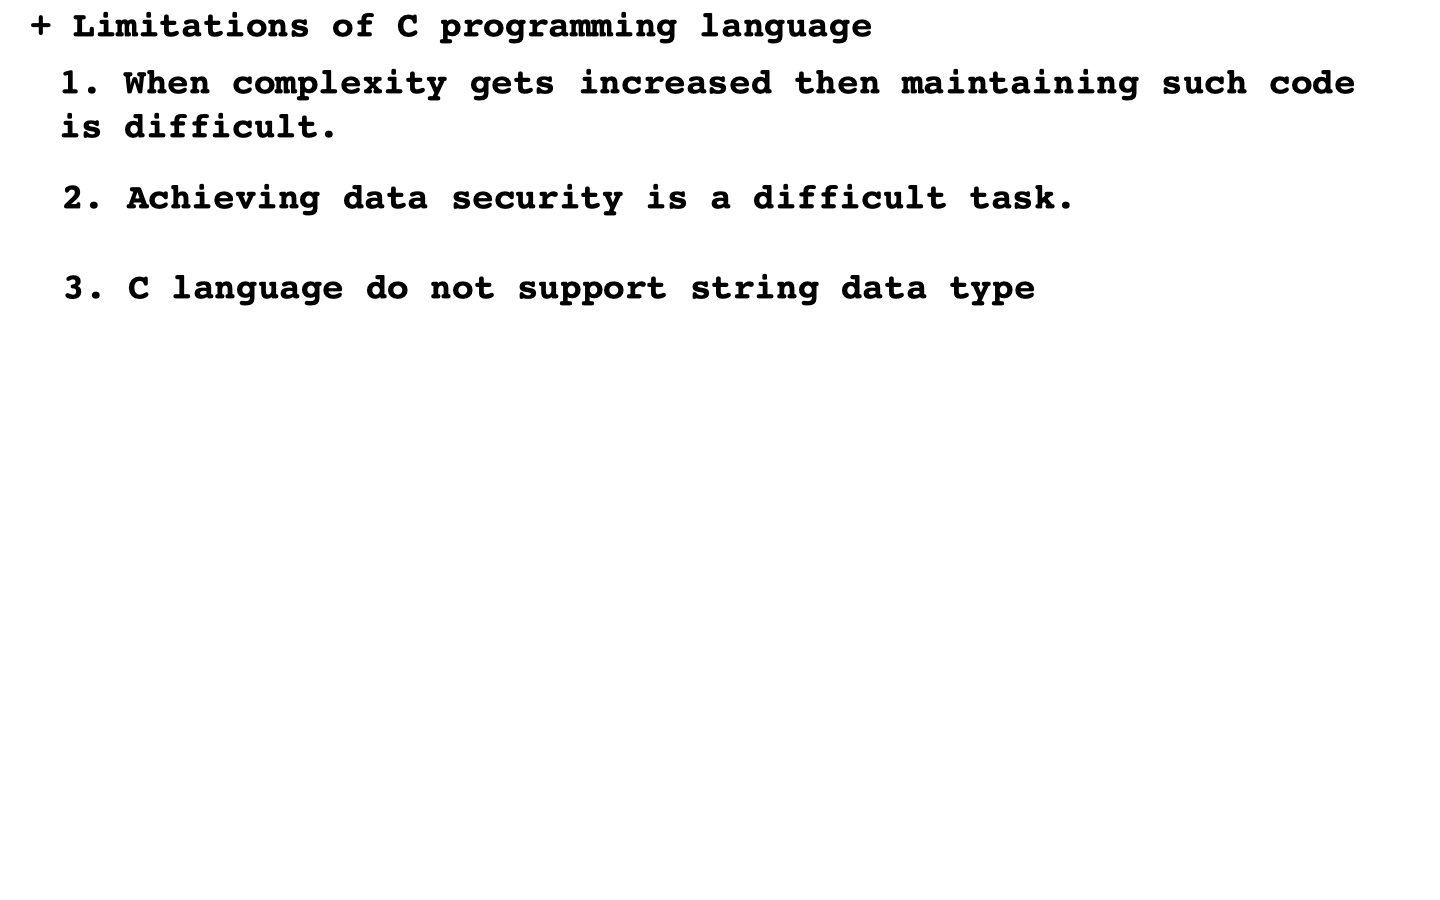 + Limitations of C programming language
1. When complexity gets increased then maintaining such code
is difficult.
2. Achieving data security is a difficult task.
3. C language do not support string data type